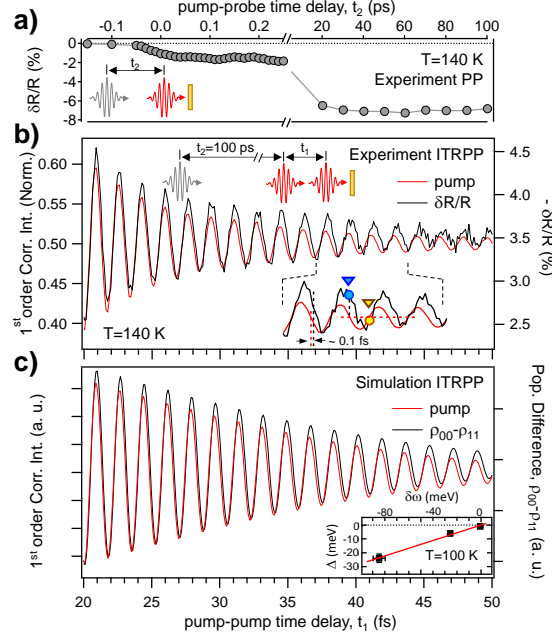 pump-probe time delay, t2 (ps)
-0.1 0.0 0.1 0.2 20 40 60 80 100
a)
0
-2
-4
-6
-8
δR/R (%)
t2
T=140 K
Experiment PP
b)
t2=100 ps
t1
Experiment ITRPP
pump
δR/R
0.60
0.55
0.50
0.45
0.40
1st order Corr. Int. (Norm.)
4.5
4.0
3.5
3.0
2.5
- δR/R (%)
T=140 K
~ 0.1 fs
c)
Simulation ITRPP
pump
ρ00-ρ11
1st order Corr. Int. (a. u.)
Pop. Difference, ρ00-ρ11 (a. u.)
δω (meV)
-80 -40 0
0
-10
-20
-30
Δ (meV)
T=100 K
20 25 30 35 40 45 50
pump-pump time delay, t1 (fs)